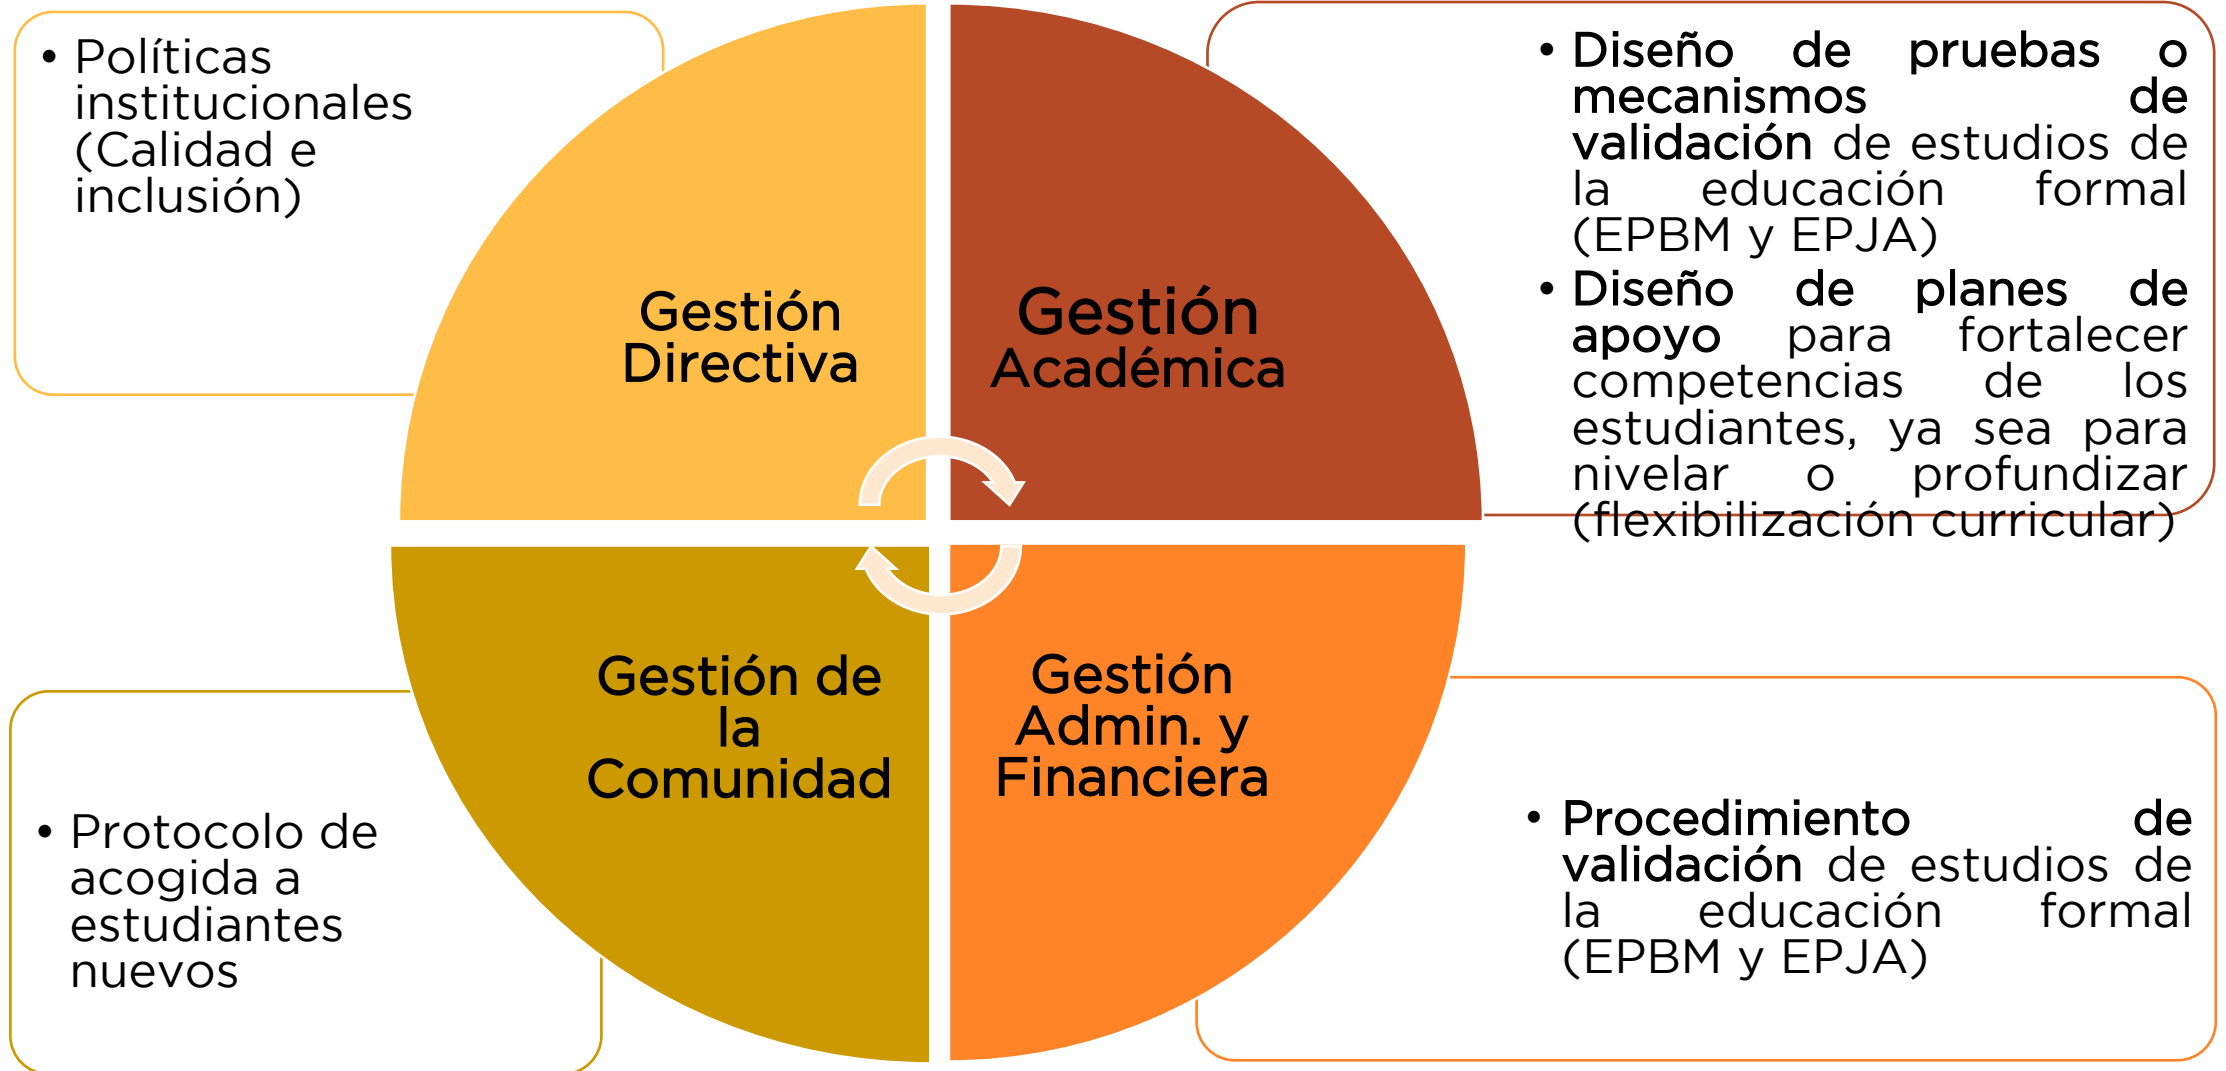 • Políticas
institucionales
(Calidad e
inclusión)
Gestión
Directiva
Gestión
Académica
• Diseño de pruebas o
mecanismos de
validación de estudios de
la educación formal
(EPBM y EPJA)
• Diseño de planes de
apoyo para fortalecer
competencias de los
estudiantes, ya sea para
nivelar o profundizar
(flexibilización curricular)
Gestión de
la
Comunidad
Gestión
Admin. y
Financiera
• Protocolo de
acogida a
estudiantes
nuevos
• Procedimiento de
validación de estudios de
la educación formal
(EPBM y EPJA)